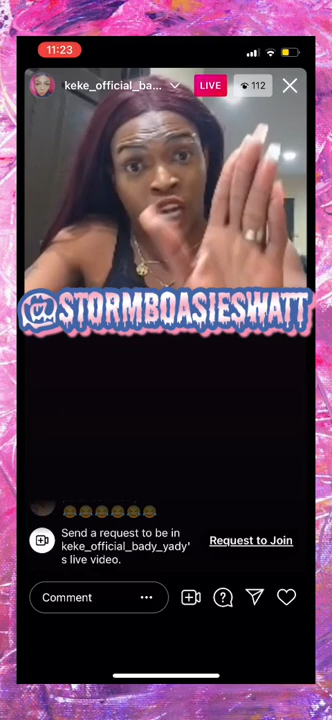 11:23
keke_official_ba...
LIVE
112
@STORMBOASIESWATT
Send a request to be in
keke_official_bady_yady'
s live video.
Request to Join
Comment